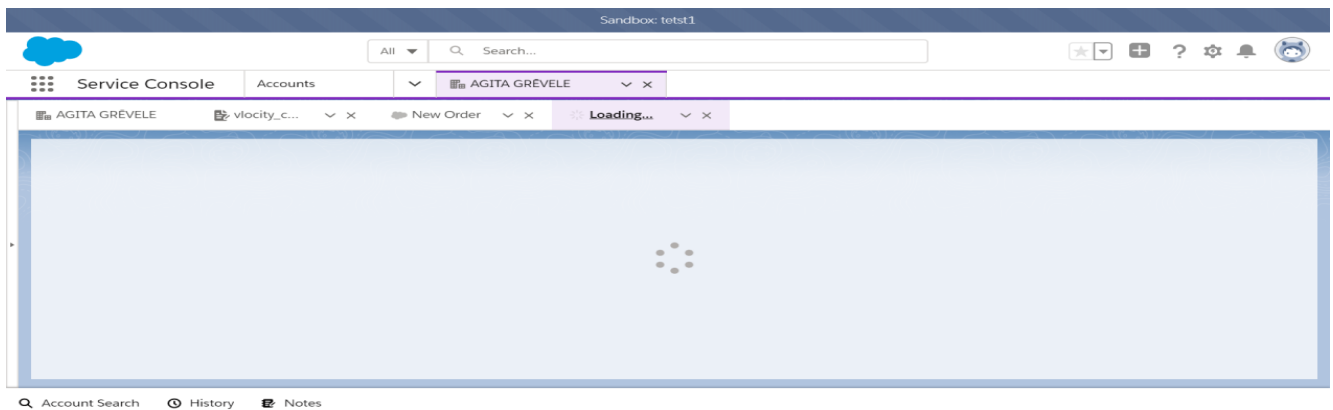 Sandbox: tetst1
All Search...
Service Console Accounts AGITA GRĒVELE
AGITA GRĒVELE vlocity_c... New Order Loading...
Account Search History Notes